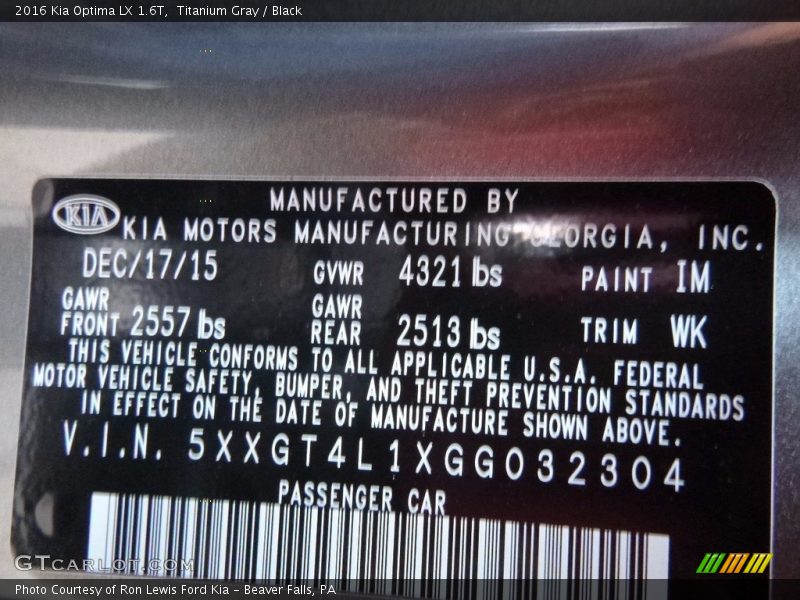 2016 Kia Optima LX 1.6T,  Titanium Gray / Black
MANUFACTURED BY
KIA KIA MOTORS MANUFACTURING GEORGIA, INC.
DEC/17/15 GVWR 4321 lbs PAINT IM
GAWR FRONT 2557 lbs GAWR REAR 2513 lbs TRIM WK
THIS VEHICLE CONFORMS TO ALL APPLICABLE U.S.A. FEDERAL
MOTOR VEHICLE SAFETY, BUMPER, AND THEFT PREVENTION STANDARDS
IN EFFECT ON THE DATE OF MANUFACTURE SHOWN ABOVE.
V.I.N. 5XXGT4L1XGG032304
PASSENGER CAR
GTCARLOT.COM
Photo Courtesy of Ron Lewis Ford Kia – Beaver Falls, PA